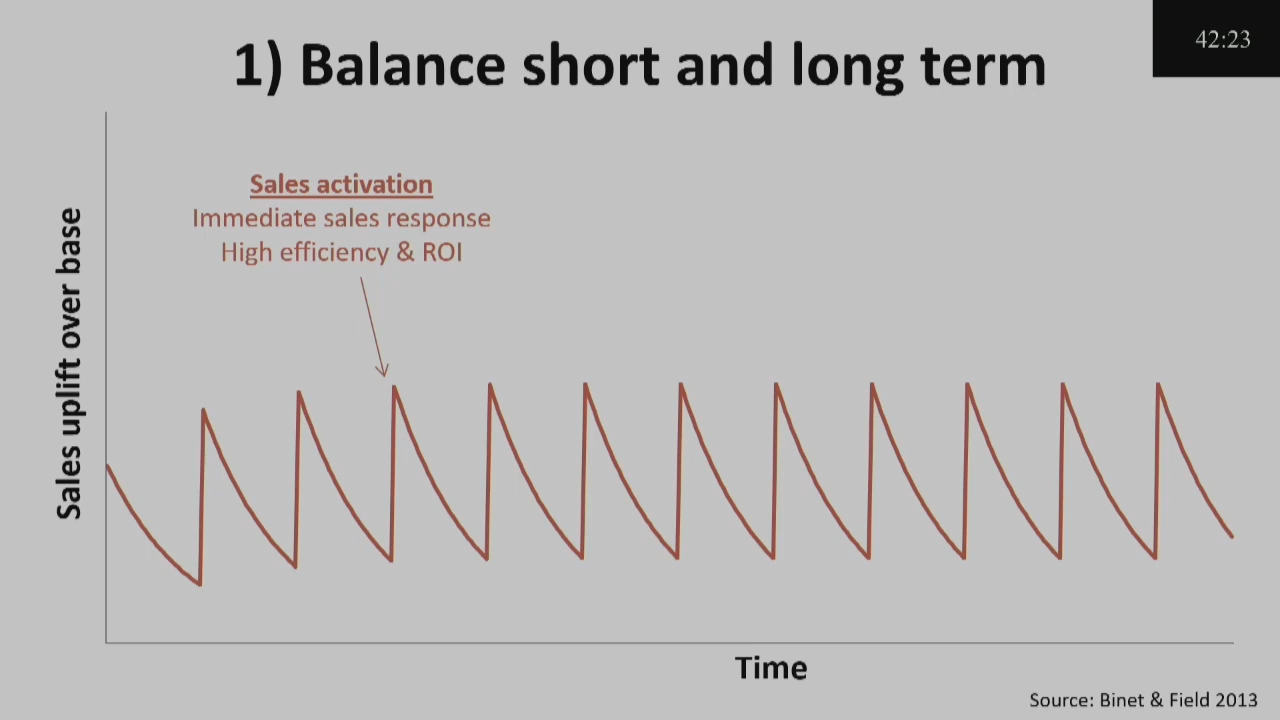 1) Balance short and long term
42:23
Sales activation
Immediate sales response
High efficiency & ROI
Sales uplift over base
Time
Source: Binet & Field 2013